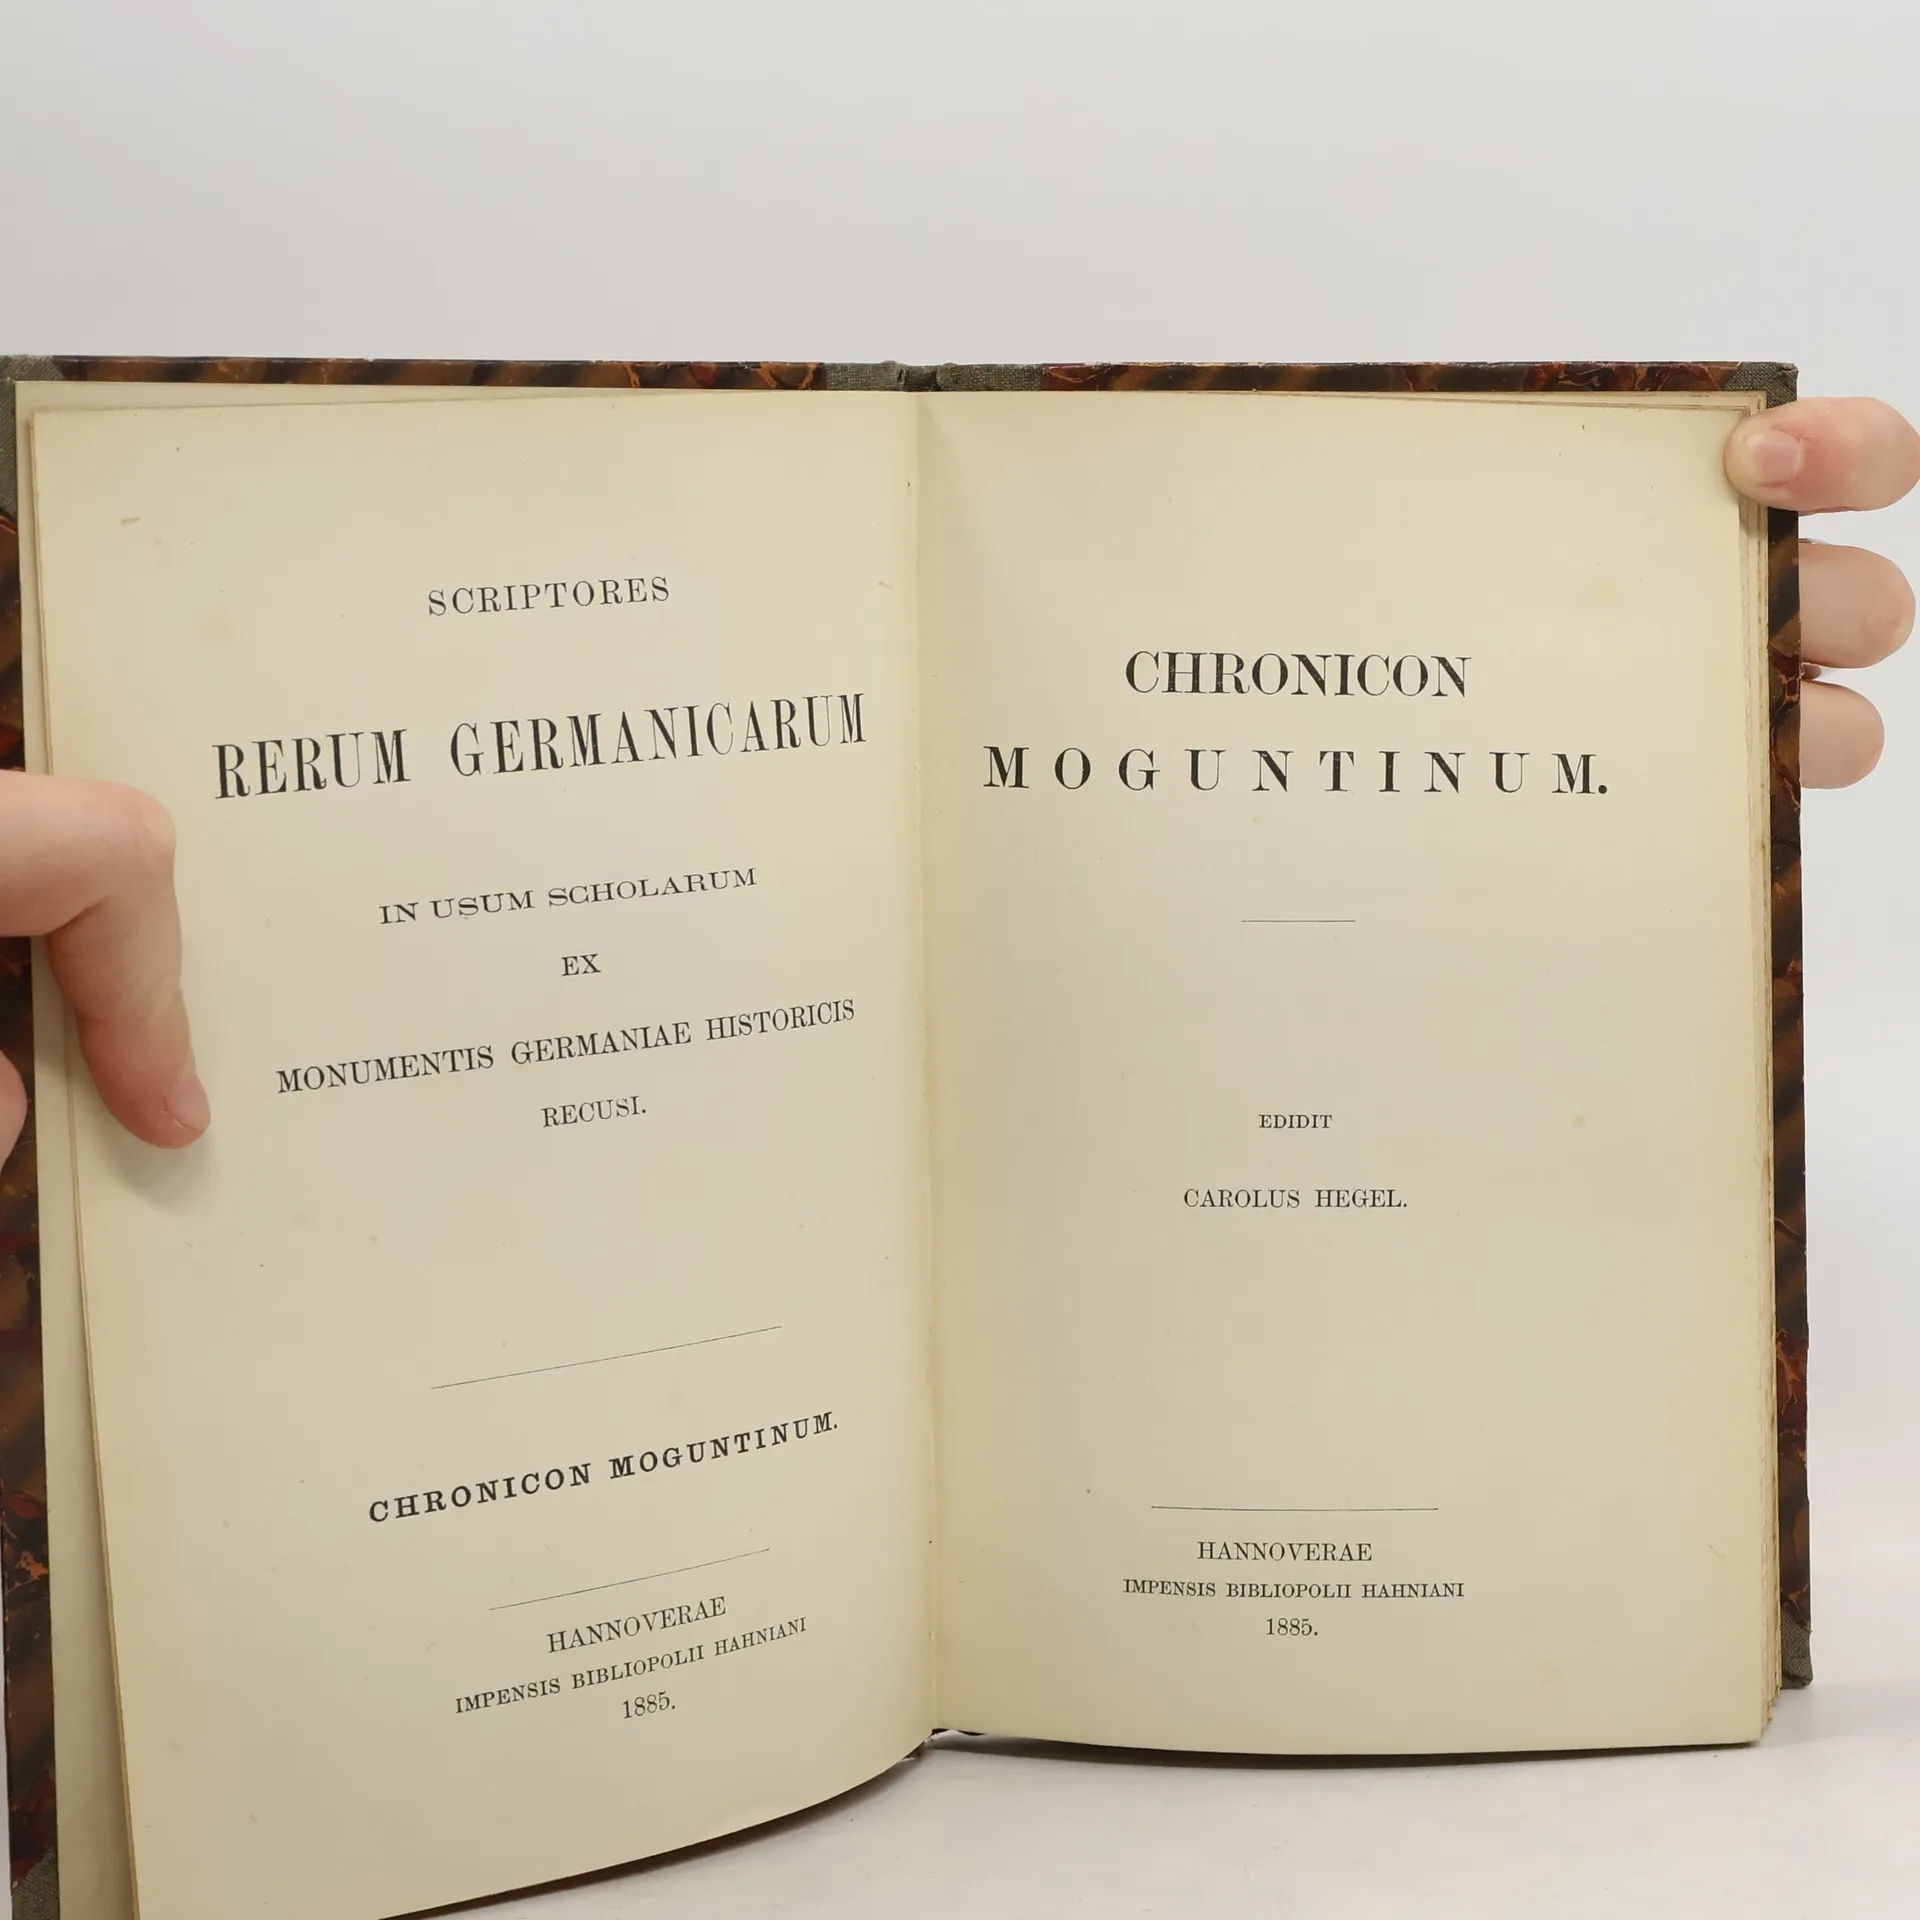 SCRIPTORES
RERUM GERMANICARUM
IN USUM SCHOLARUM
EX
MONUMENTIS GERMANIAE HISTORICIS
RECUSI.
CHRONICON MOGUNTINUM.
HANNOVERAE
IMPENSIS BIBLIOPOLII HAHNIANI
1885.
CHRONICON
MOGUNTINUM.
EDIDIT
CAROLUS HEGEL.
HANNOVERAE
IMPENSIS BIBLIOPOLII HAHNIANI
1885.